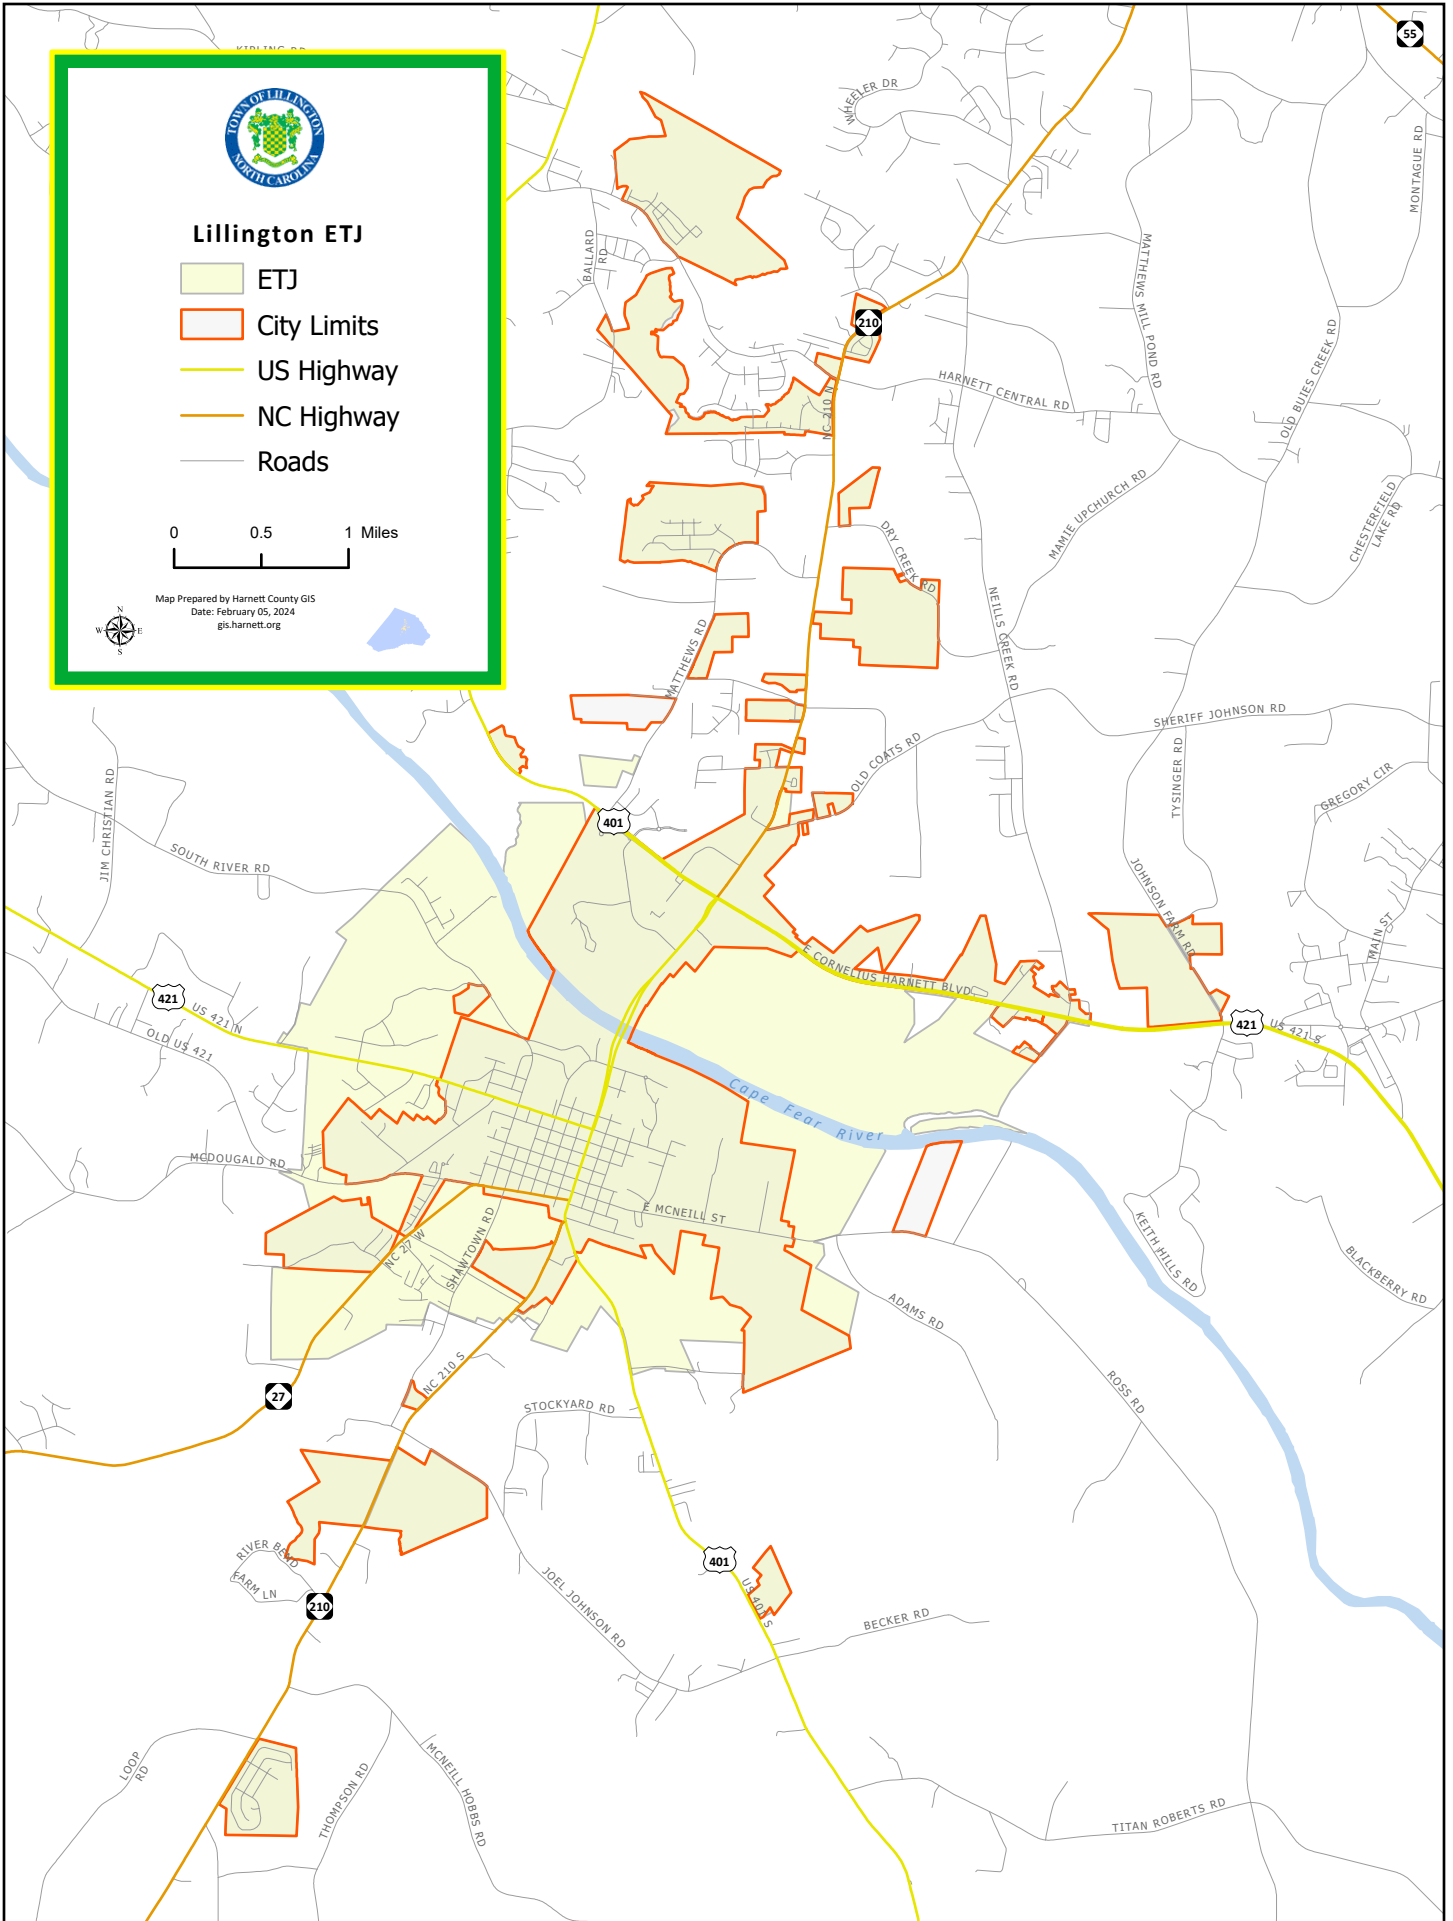 KIPLING RD
TOWN OF LILLINGTON
NORTH CAROLINA
Lillington ETJ
ETJ
City Limits
US Highway
NC Highway
Roads
0 0.5 1 Miles
Map Prepared by Harnett County GIS
Date: February 05, 2024
gis.harnett.org
N
W E
S
55
WHEELER DR
MONTAGUE RD
BALLARD
RD
MATTHEWS MILL POND RD
210
OLD BUIES CREEK RD
HARNETT CENTRAL RD
NC 210 N
MAMIE UPCHURCH RD
CHESTERFIELD
LAKE RD
DRY CREEK RD
NEILLS CREEK RD
MATTHEWS RD
SHERIFF JOHNSON RD
OLD COATS RD
TYSINGER RD
GREGORY CIR
JIM CHRISTIAN RD
401
SOUTH RIVER RD
JOHNSON FARM RD
MAIN ST
E CORNELIUS HARNETT BLVD
421
US 421 N
OLD US 421
421
US 421 S
Cape Fear River
MCDOUGALD RD
E MCNEILL ST
NC 27 W
SHAWTOWN RD
KEITH HILLS RD
BLACKBERRY RD
ADAMS RD
NC 210 S
27
ROSS RD
STOCKYARD RD
RIVER BEND
FARM LN
401
US 401 S
210
JOEL JOHNSON RD
BECKER RD
LOOP
RD
THOMPSON RD
MCNEILL HOBBS RD
TITAN ROBERTS RD